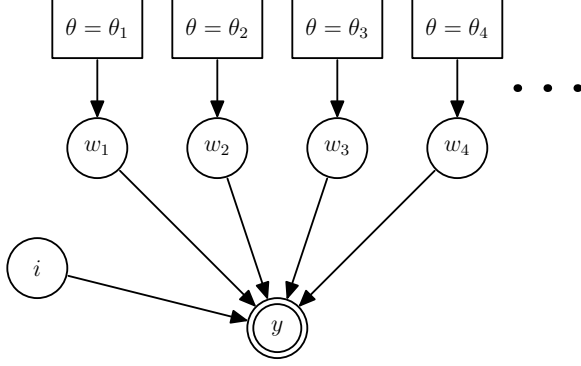 θ = θ₁ θ = θ₂ θ = θ₃ θ = θ₄
w₁ w₂ w₃ w₄
i
y